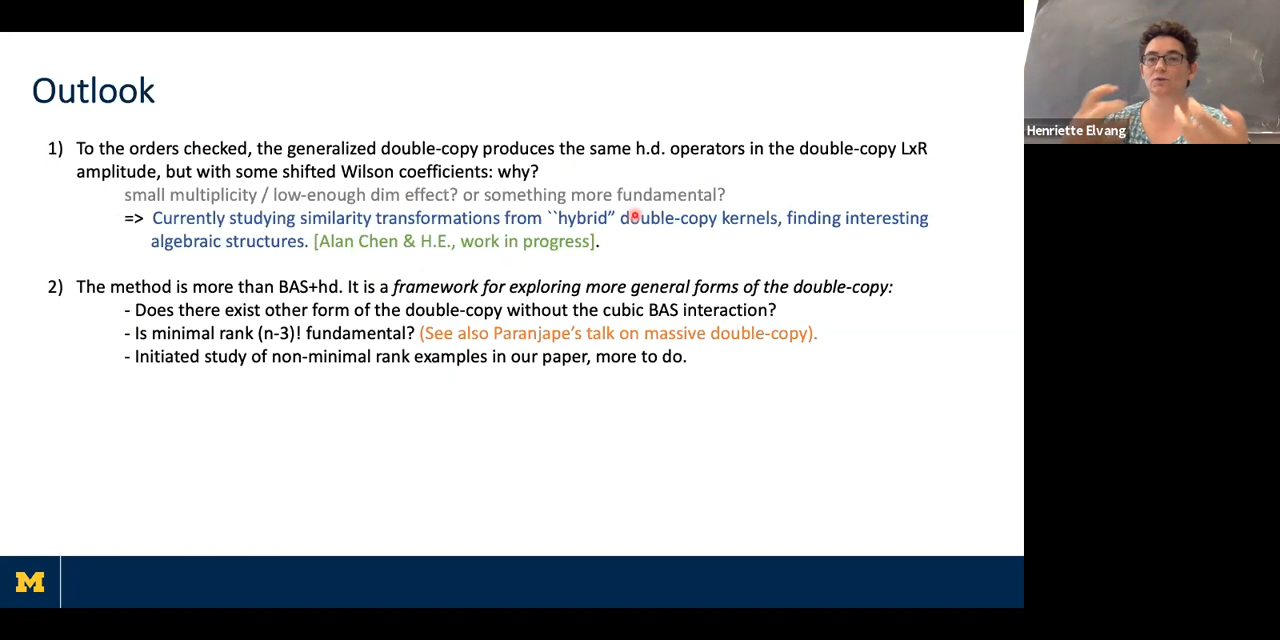 Outlook
1) To the orders checked, the generalized double-copy produces the same h.d. operators in the double-copy LxR
amplitude, but with some shifted Wilson coefficients: why?
small multiplicity / low-enough dim effect? or something more fundamental?
=> Currently studying similarity transformations from ``hybrid” double-copy kernels, finding interesting
algebraic structures. [Alan Chen & H.E., work in progress].
2) The method is more than BAS+hd. It is a framework for exploring more general forms of the double-copy:
- Does there exist other form of the double-copy without the cubic BAS interaction?
- Is minimal rank (n-3)! fundamental? (See also Paranjape’s talk on massive double-copy).
- Initiated study of non-minimal rank examples in our paper, more to do.
M
Henriette Elvang